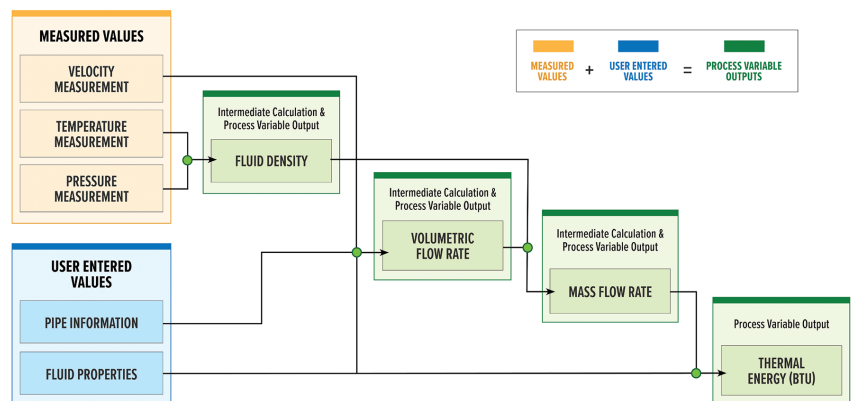 MEASURED VALUES
VELOCITY
MEASUREMENT
TEMPERATURE
MEASUREMENT
PRESSURE
MEASUREMENT
USER ENTERED
VALUES
PIPE INFORMATION
FLUID PROPERTIES
Intermediate Calculation &
Process Variable Output
FLUID DENSITY
Intermediate Calculation &
Process Variable Output
VOLUMETRIC
FLOW RATE
Intermediate Calculation &
Process Variable Output
MASS FLOW RATE
Process Variable Output
THERMAL
ENERGY (BTU)
MEASURED
VALUES
+
USER ENTERED
VALUES
=
PROCESS VARIABLE
OUTPUTS